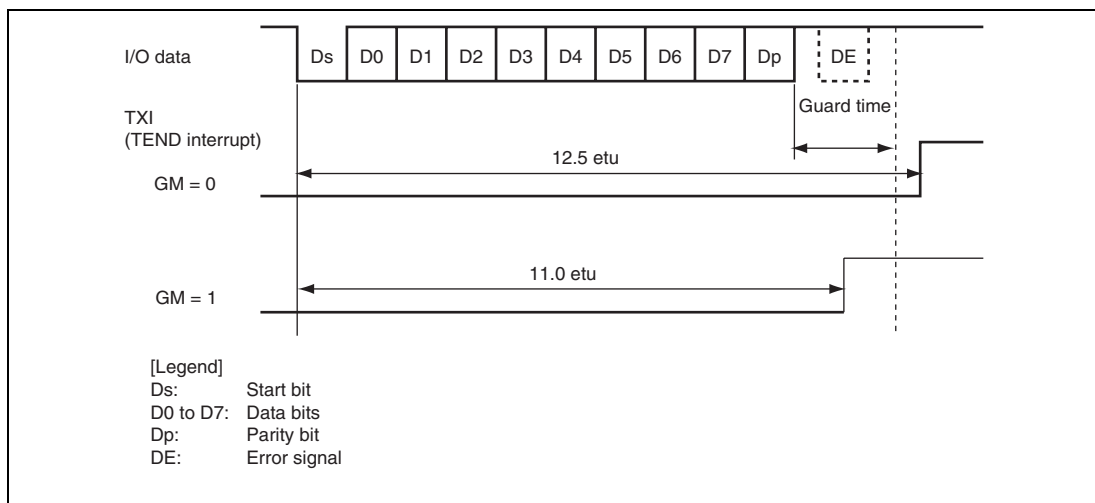 I/O data
Ds D0 D1 D2 D3 D4 D5 D6 D7 Dp DE
Guard time
TXI
(TEND interrupt)
12.5 etu
GM = 0
11.0 etu
GM = 1
[Legend]
Ds: Start bit
D0 to D7: Data bits
Dp: Parity bit
DE: Error signal